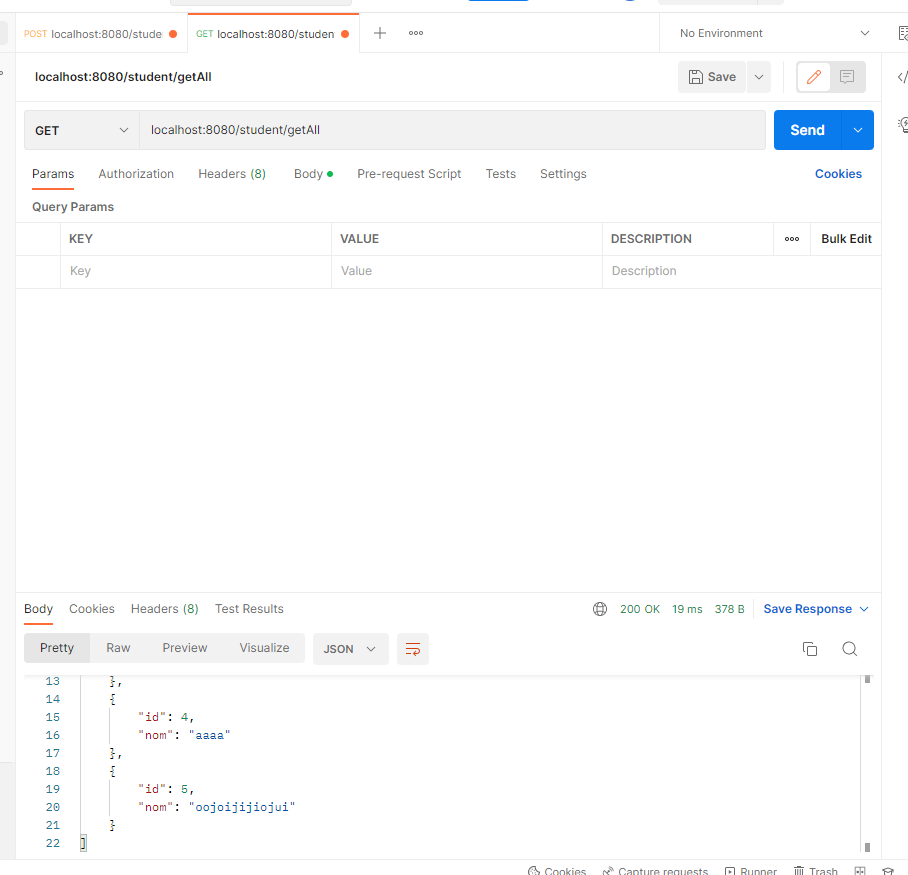 POST localhost:8080/stude
GET localhost:8080/studen
No Environment
localhost:8080/student/getAll
Save
GET
localhost:8080/student/getAll
Send
Params Authorization Headers (8) Body Pre-request Script Tests Settings Cookies
Query Params
KEY VALUE DESCRIPTION Bulk Edit
Key Value Description
Body Cookies Headers (8) Test Results 200 OK 19 ms 378 B Save Response
Pretty Raw Preview Visualize JSON
13 },
14 {
15 "id": 4,
16 "nom": "aaaa"
17 },
18 {
19 "id": 5,
20 "nom": "oojoijijiojui"
21 }
22 ]
Cookies Capture requests Runner Trash